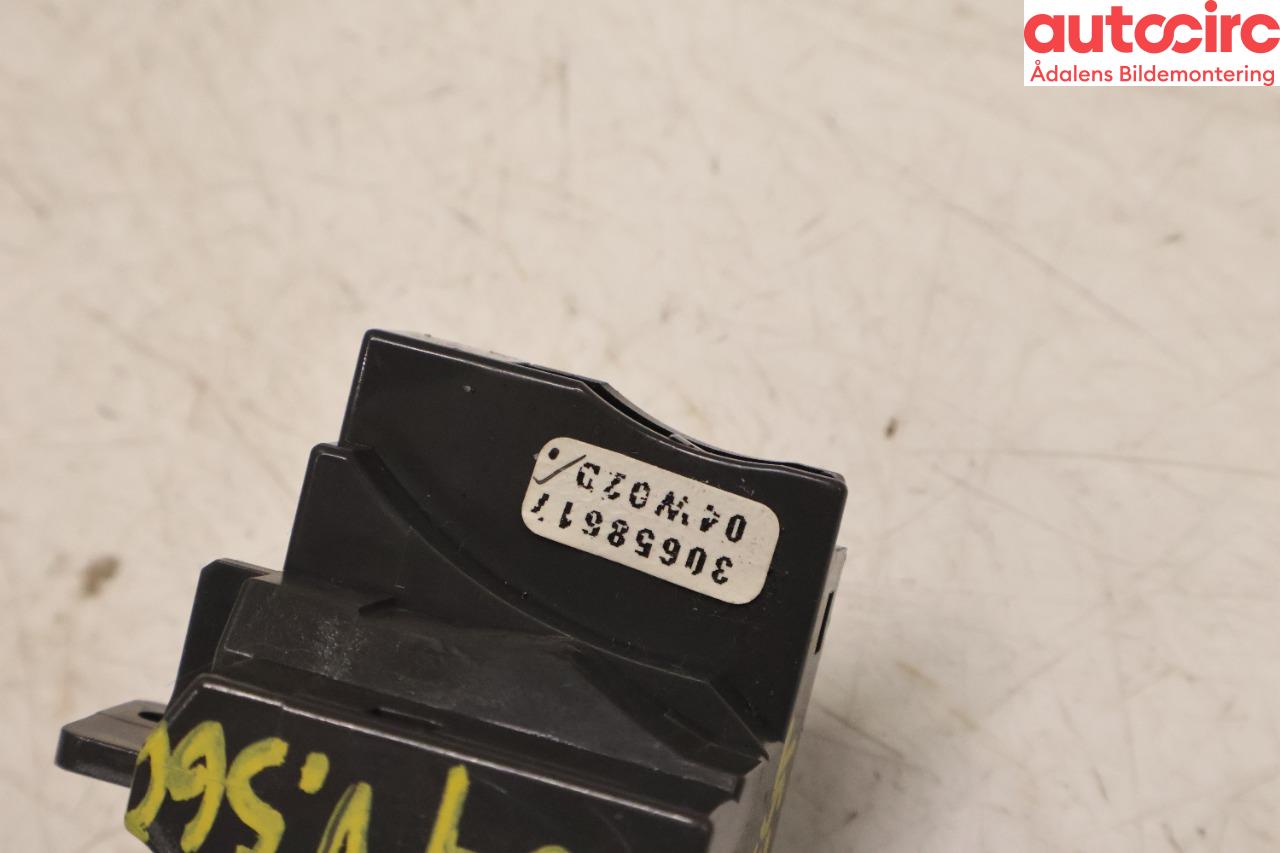 autocirc
Ådalens Bildemontering
30658617
04W02D